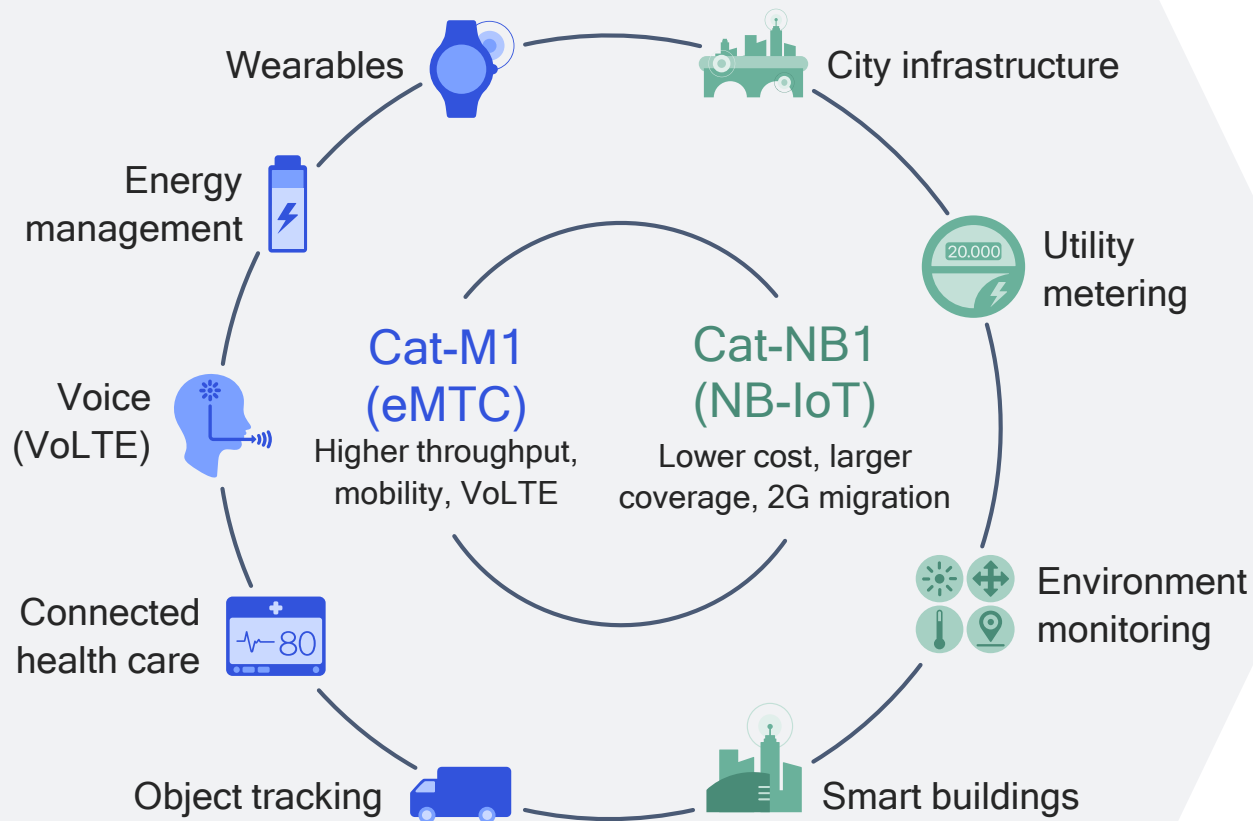 Wearables
City infrastructure
Energy
management
20.000
Utility
metering
Cat-M1
(eMTC)
Higher throughput,
mobility, VoLTE
Cat-NB1
(NB-IoT)
Lower cost, larger
coverage, 2G migration
Voice
(VoLTE)
Connected
health care
80
Environment
monitoring
Object tracking
Smart buildings